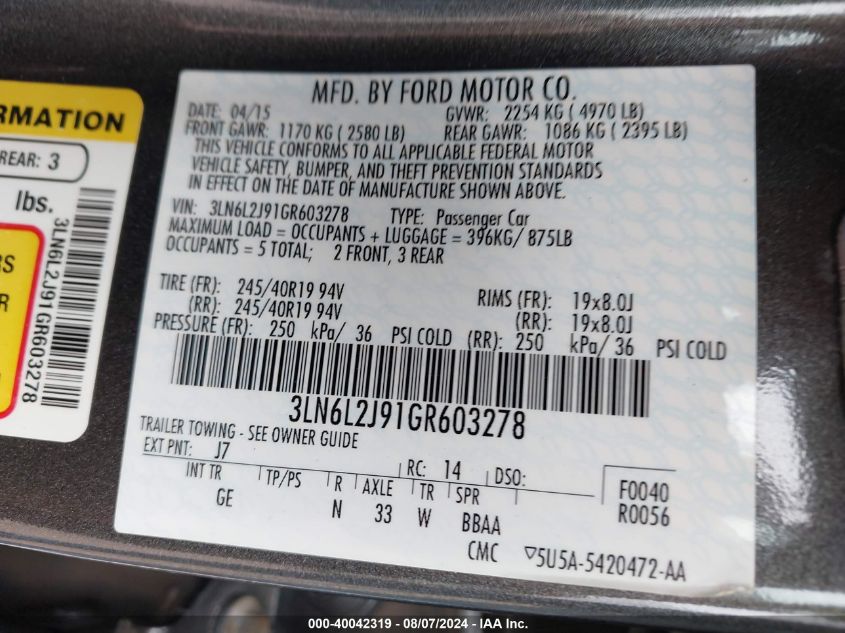 RMATION
REAR: 3
lbs.
RS
R
3LN6L2J91GR603278
MFD. BY FORD MOTOR CO.
DATE: 04/15 GVWR: 2254 KG ( 4970 LB)
FRONT GAWR: 1170 KG ( 2580 LB) REAR GAWR: 1086 KG ( 2395 LB)
THIS VEHICLE CONFORMS TO ALL APPLICABLE FEDERAL MOTOR
VEHICLE SAFETY, BUMPER, AND THEFT PREVENTION STANDARDS
IN EFFECT ON THE DATE OF MANUFACTURE SHOWN ABOVE.
VIN: 3LN6L2J91GR603278 TYPE: Passenger Car
MAXIMUM LOAD = OCCUPANTS + LUGGAGE = 396KG/ 875LB
OCCUPANTS = 5 TOTAL; 2 FRONT, 3 REAR
TIRE (FR): 245/40R19 94V RIMS (FR): 19x8.0J
(RR): 245/40R19 94V (RR): 19x8.0J
PRESSURE (FR): 250 kPa/ 36 PSI COLD (RR): 250 kPa/ 36 PSI COLD
3LN6L2J91GR603278
TRAILER TOWING - SEE OWNER GUIDE
EXT PNT: J7 RC: 14 DSO:
INT TR TP/PS R AXLE TR SPR F0040
GE N 33 W BBAA R0056
CMC ▽5U5A-5420472-AA
000-40042319 - 08/07/2024 - IAA Inc.